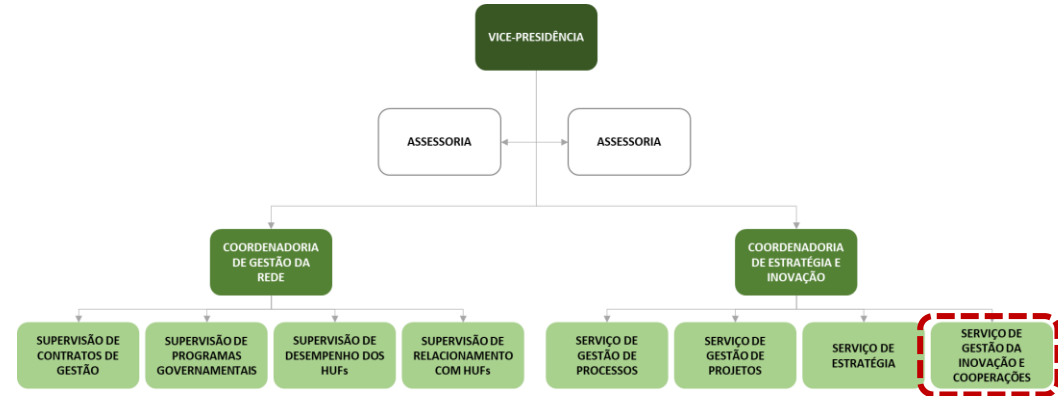 VICE-PRESIDÊNCIA
ASSESSORIA
ASSESSORIA
COORDENADORIA
DE GESTÃO DA
REDE
COORDENADORIA
DE ESTRATÉGIA E
INOVAÇÃO
SUPERVISÃO DE
CONTRATOS DE
GESTÃO
SUPERVISÃO DE
PROGRAMAS
GOVERNAMENTAIS
SUPERVISÃO DE
DESEMPENHO DOS
HUFs
SUPERVISÃO DE
RELACIONAMENTO
COM HUFs
SERVIÇO DE
GESTÃO DE
PROCESSOS
SERVIÇO DE
GESTÃO DE
PROJETOS
SERVIÇO DE
ESTRATÉGIA
SERVIÇO DE
GESTÃO DA
INOVAÇÃO E
COOPERAÇÕES